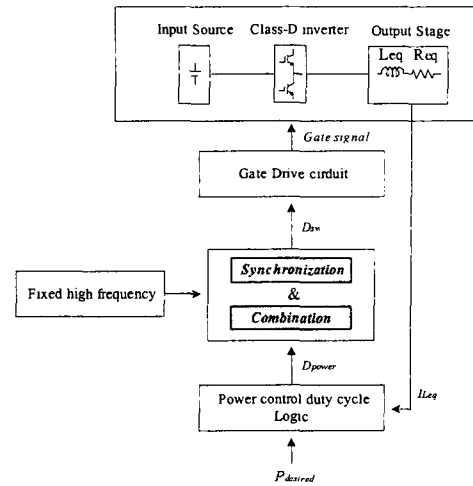 Input Source Class-D inverter Output Stage
Leq Req
Gate signal
Gate Drive circuit
Dsw
Synchronization
&
Combination
Fixed high frequency
Dpower
Power control duty cycle
Logic
ILeq
Pdesired